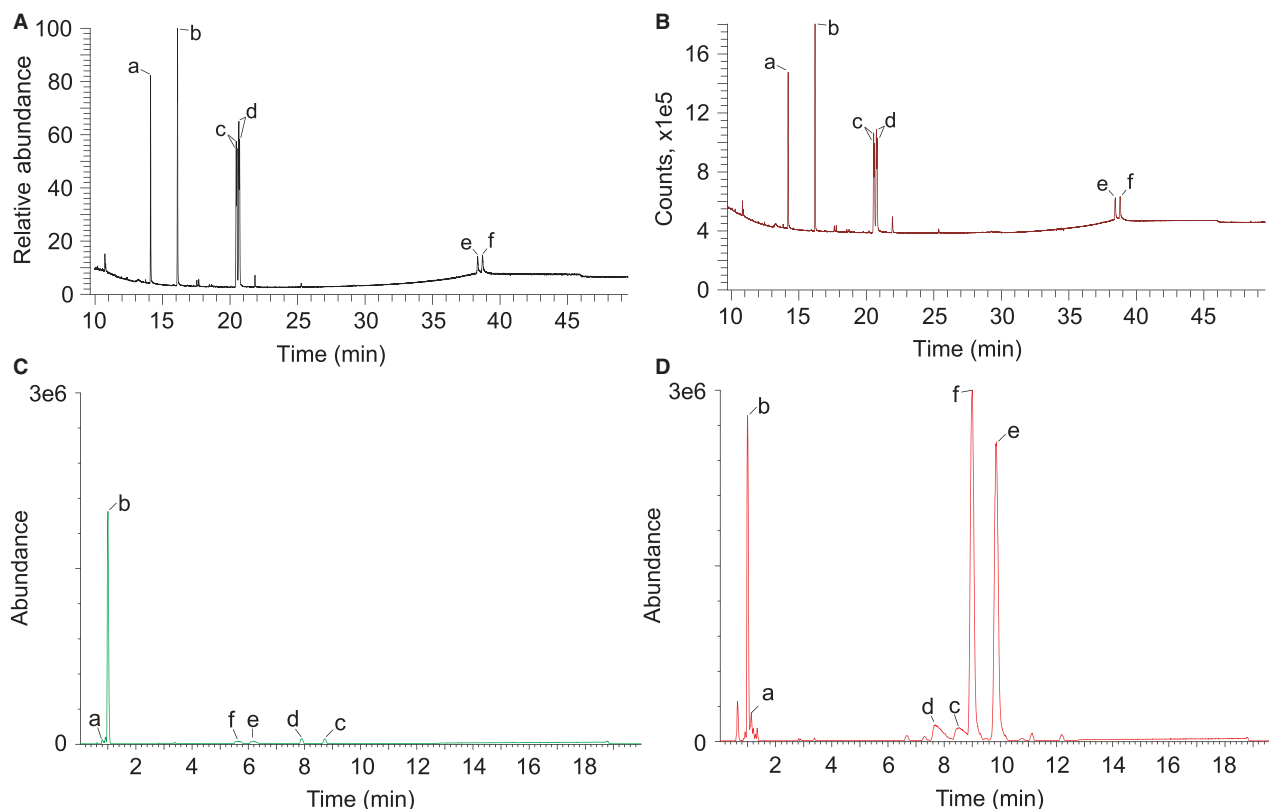 A
Relative abundance
100
80
60
40
20
0
a
b
c
d
e
f
10 15 20 25 30 35 40 45
Time (min)
B
Counts, x1e5
16
12
8
4
0
a
b
c
d
e
f
10 15 20 25 30 35 40 45
Time (min)
C
Abundance
3e6
0
a
b
f
e
d
c
2 4 6 8 10 12 14 16 18
Time (min)
D
Abundance
3e6
0
b
a
d
c
f
e
2 4 6 8 10 12 14 16 18
Time (min)